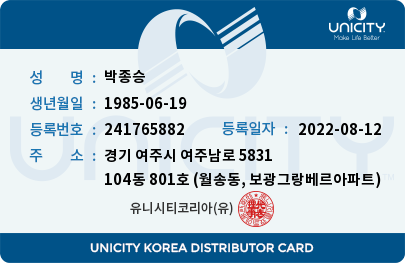 UNICITY
Make Life Better
성 명 : 박종승
생년월일 : 1985-06-19
등록번호 : 241765882 등록일자 : 2022-08-12
주 소 : 경기 여주시 여주남로 5831
104동 801호 (월송동, 보광그랑베르아파트)
유니시티코리아(유)
UNICITY
UNICITY KOREA DISTRIBUTOR CARD